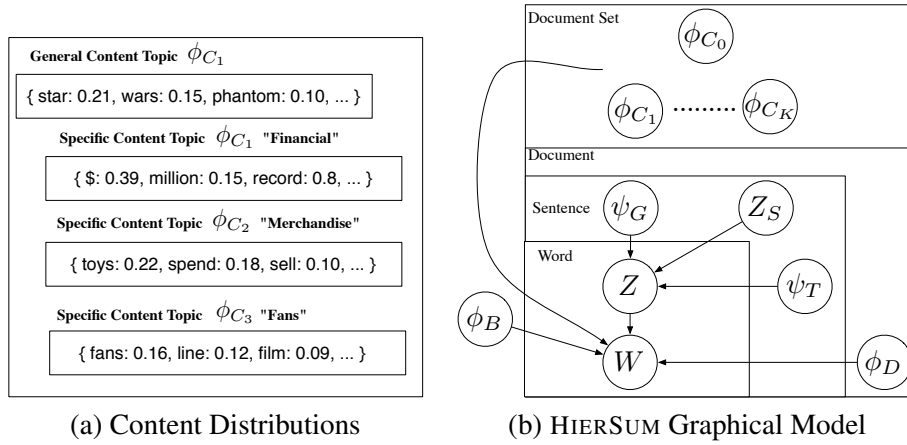 General Content Topic ϕ_{C_1}
{ star: 0.21, wars: 0.15, phantom: 0.10, ... }
Specific Content Topic ϕ_{C_1} "Financial"
{ $: 0.39, million: 0.15, record: 0.8, ... }
Specific Content Topic ϕ_{C_2} "Merchandise"
{ toys: 0.22, spend: 0.18, sell: 0.10, ... }
Specific Content Topic ϕ_{C_3} "Fans"
{ fans: 0.16, line: 0.12, film: 0.09, ... }
(a) Content Distributions
Document Set
ϕ_{C_0}
ϕ_{C_1} ......... ϕ_{C_K}
Document
Sentence
ψ_G
Z_S
Word
Z
ψ_T
ϕ_B
W
ϕ_D
(b) HIERSUM Graphical Model